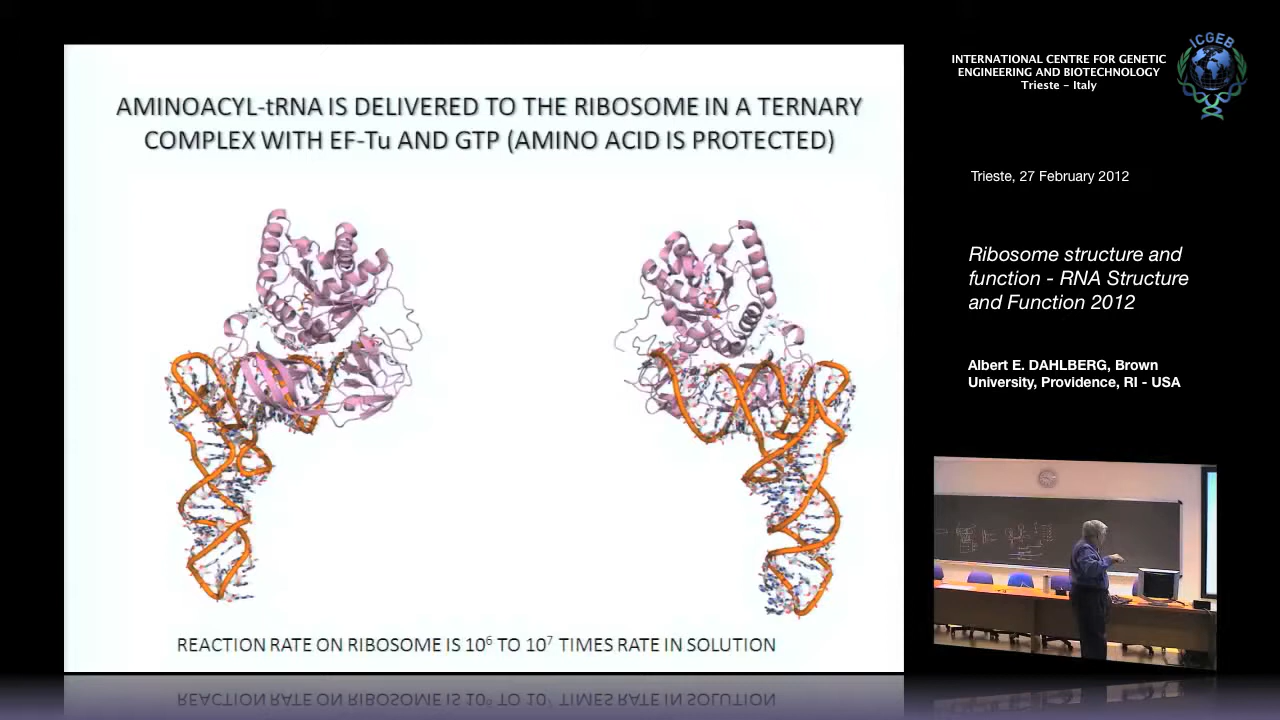 AMINOACYL-tRNA IS DELIVERED TO THE RIBOSOME IN A TERNARY
COMPLEX WITH EF-Tu AND GTP (AMINO ACID IS PROTECTED)
REACTION RATE ON RIBOSOME IS 10⁶ TO 10⁷ TIMES RATE IN SOLUTION
INTERNATIONAL CENTRE FOR GENETIC
ENGINEERING AND BIOTECHNOLOGY
Trieste - Italy
ICGEB
Trieste, 27 February 2012
Ribosome structure and
function - RNA Structure
and Function 2012
Albert E. DAHLBERG, Brown
University, Providence, RI - USA